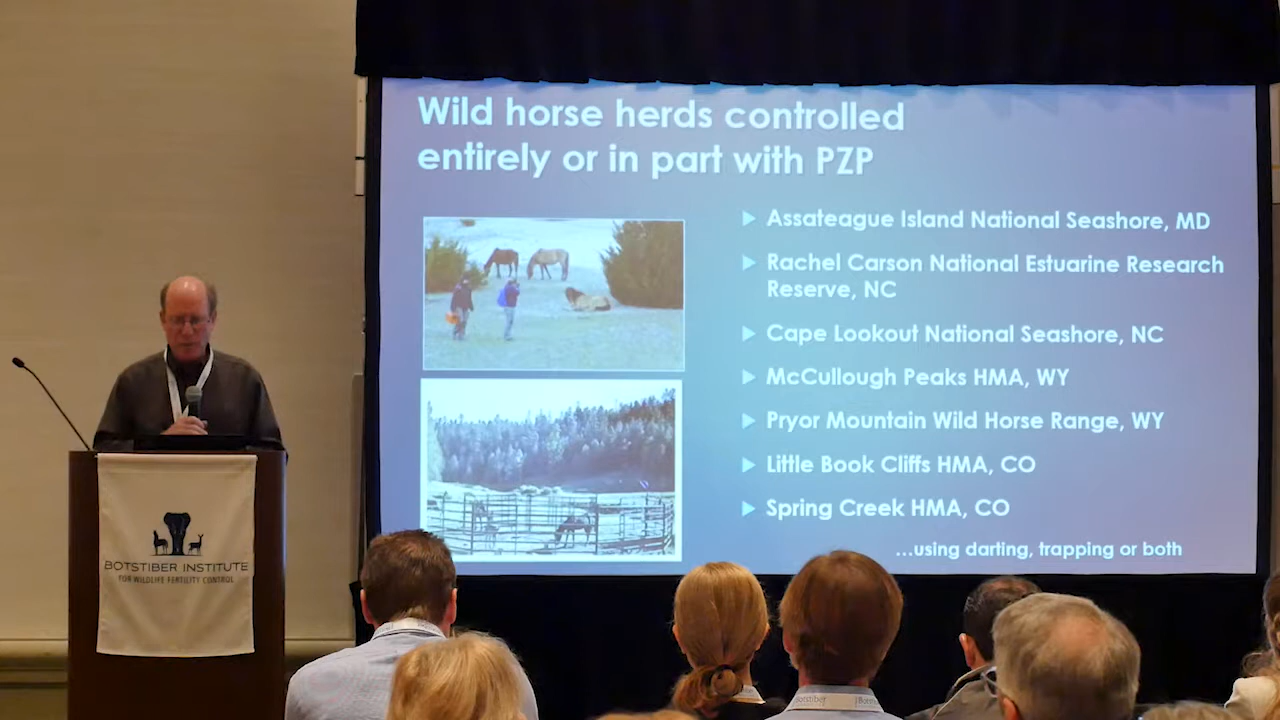 Wild horse herds controlled
entirely or in part with PZP
Assateague Island National Seashore, MD
Rachel Carson National Estuarine Research
Reserve, NC
Cape Lookout National Seashore, NC
McCullough Peaks HMA, WY
Pryor Mountain Wild Horse Range, WY
Little Book Cliffs HMA, CO
Spring Creek HMA, CO
...using darting, trapping or both
BOTSTIBER INSTITUTE
FOR WILDLIFE FERTILITY CONTROL